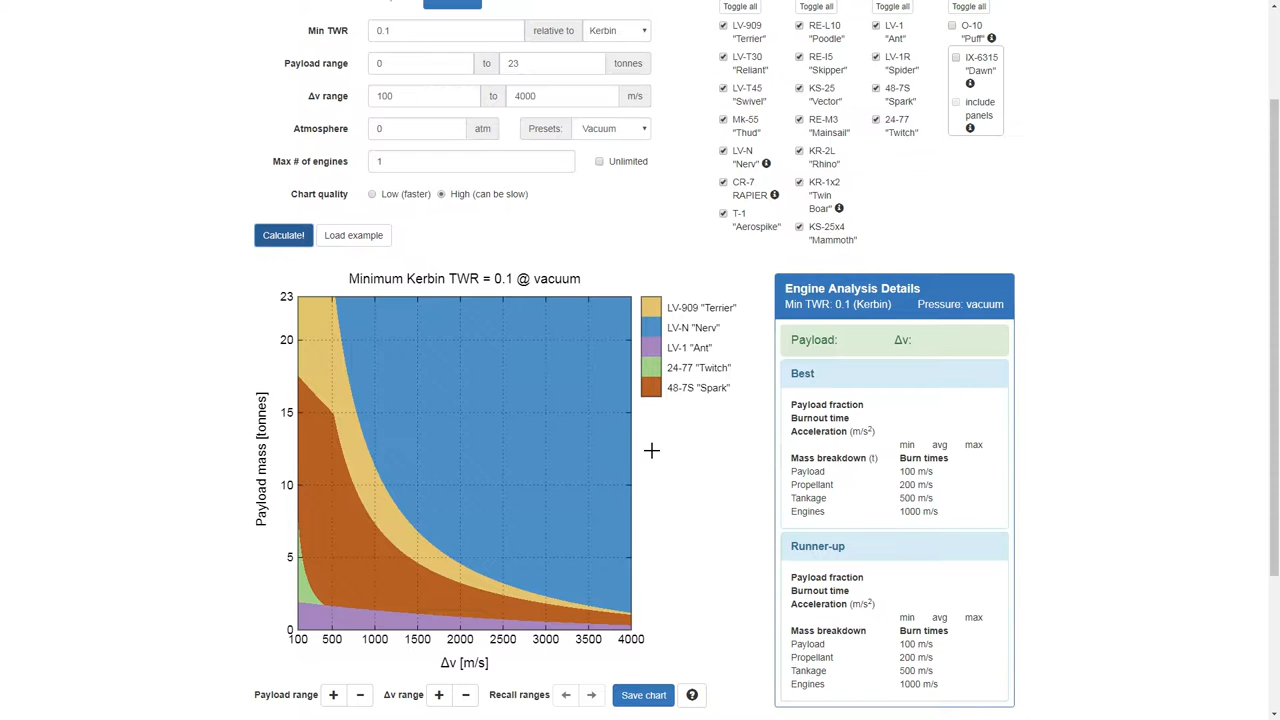 Toggle all
Toggle all
Toggle all
Toggle all
Min TWR
0.1
relative to
Kerbin
Payload range
0
to
23
tonnes
Δv range
100
to
4000
m/s
Atmosphere
0
atm
Presets:
Vacuum
Max # of engines
1
Unlimited
Chart quality
Low (faster)
High (can be slow)
Calculate!
Load example
LV-909
"Terrier"
LV-T30
"Reliant"
LV-T45
"Swivel"
Mk-55
"Thud"
LV-N
"Nerv"
CR-7
RAPIER
T-1
"Aerospike"
RE-L10
"Poodle"
RE-I5
"Skipper"
KS-25
"Vector"
RE-M3
"Mainsail"
KR-2L
"Rhino"
KR-1x2
"Twin
Boar"
KS-25x4
"Mammoth"
LV-1
"Ant"
LV-1R
"Spider"
48-7S
"Spark"
24-77
"Twitch"
O-10
"Puff"
IX-6315
"Dawn"
include
panels
Minimum Kerbin TWR = 0.1 @ vacuum
23
20
15
10
5
0
Payload mass [tonnes]
100
500
1000
1500
2000
2500
3000
3500
4000
Δv [m/s]
LV-909 "Terrier"
LV-N "Nerv"
LV-1 "Ant"
24-77 "Twitch"
48-7S "Spark"
Payload range
+
−
Δv range
+
−
Recall ranges
←
→
Save chart
?
Engine Analysis Details
Min TWR: 0.1 (Kerbin)
Pressure: vacuum
Payload:
Δv:
Best
Payload fraction
Burnout time
Acceleration (m/s²)
min avg max
Mass breakdown (t) Burn times
Payload 100 m/s
Propellant 200 m/s
Tankage 500 m/s
Engines 1000 m/s
Runner-up
Payload fraction
Burnout time
Acceleration (m/s²)
min avg max
Mass breakdown Burn times
Payload 100 m/s
Propellant 200 m/s
Tankage 500 m/s
Engines 1000 m/s